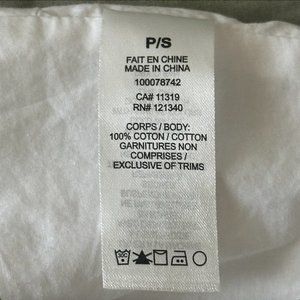 P/S
FAIT EN CHINE
MADE IN CHINA
100078742
CA# 11319
RN# 121340
CORPS / BODY:
100% COTON / COTTON
GARNITURES NON
COMPRISES /
EXCLUSIVE OF TRIMS